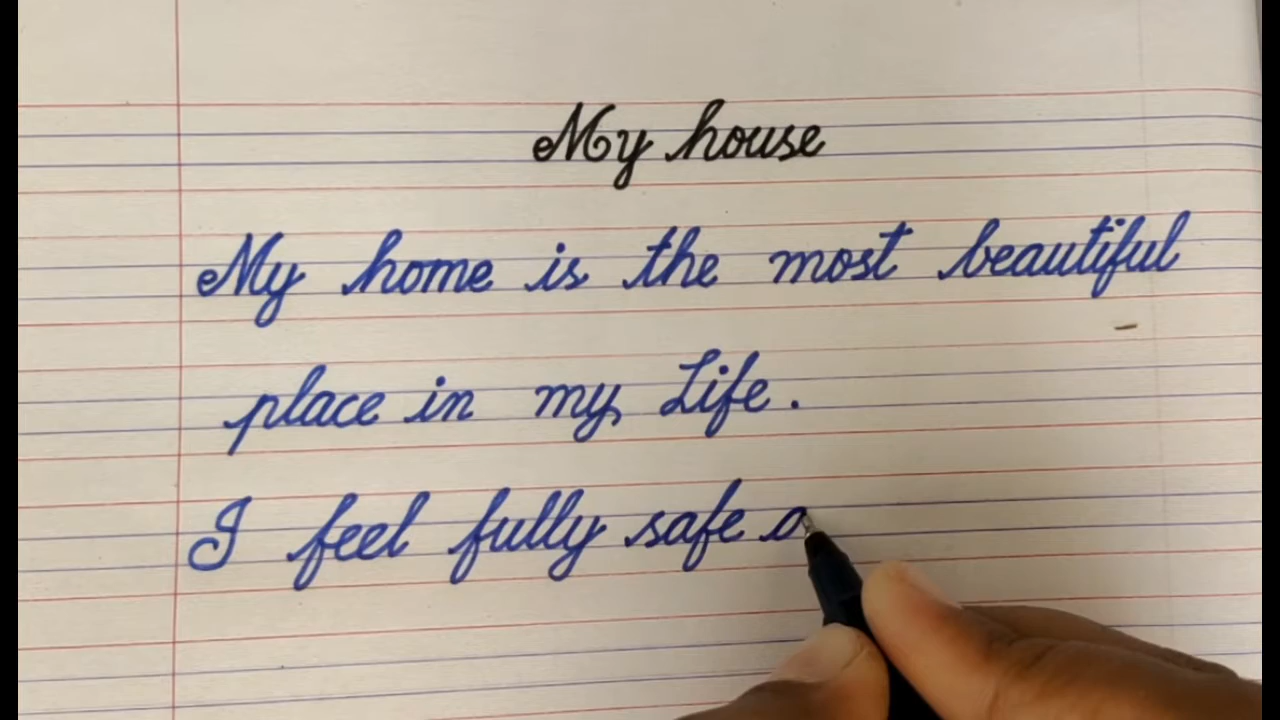 My house
My home is the most beautiful
place in my Life.
I feel fully safe